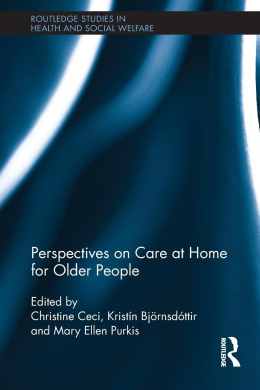 ROUTLEDGE STUDIES IN
HEALTH AND SOCIAL WELFARE
Perspectives on Care at Home
for Older People
Edited by
Christine Ceci, Kristín Björnsdóttir
and Mary Ellen Purkis
ROUTLEDGE